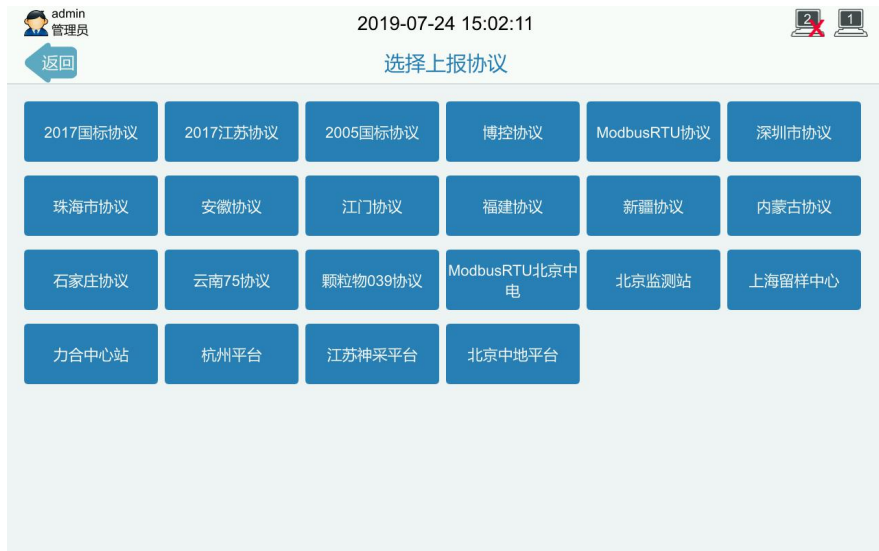 admin
管理员
2019-07-24 15:02:11
2
1
返回
选择上报协议
2017国标协议
2017江苏协议
2005国标协议
博控协议
ModbusRTU协议
深圳市协议
珠海市协议
安徽协议
江门协议
福建协议
新疆协议
内蒙古协议
石家庄协议
云南75协议
颗粒物039协议
ModbusRTU北京中
电
北京监测站
上海留样中心
力合中心站
杭州平台
江苏神采平台
北京中地平台